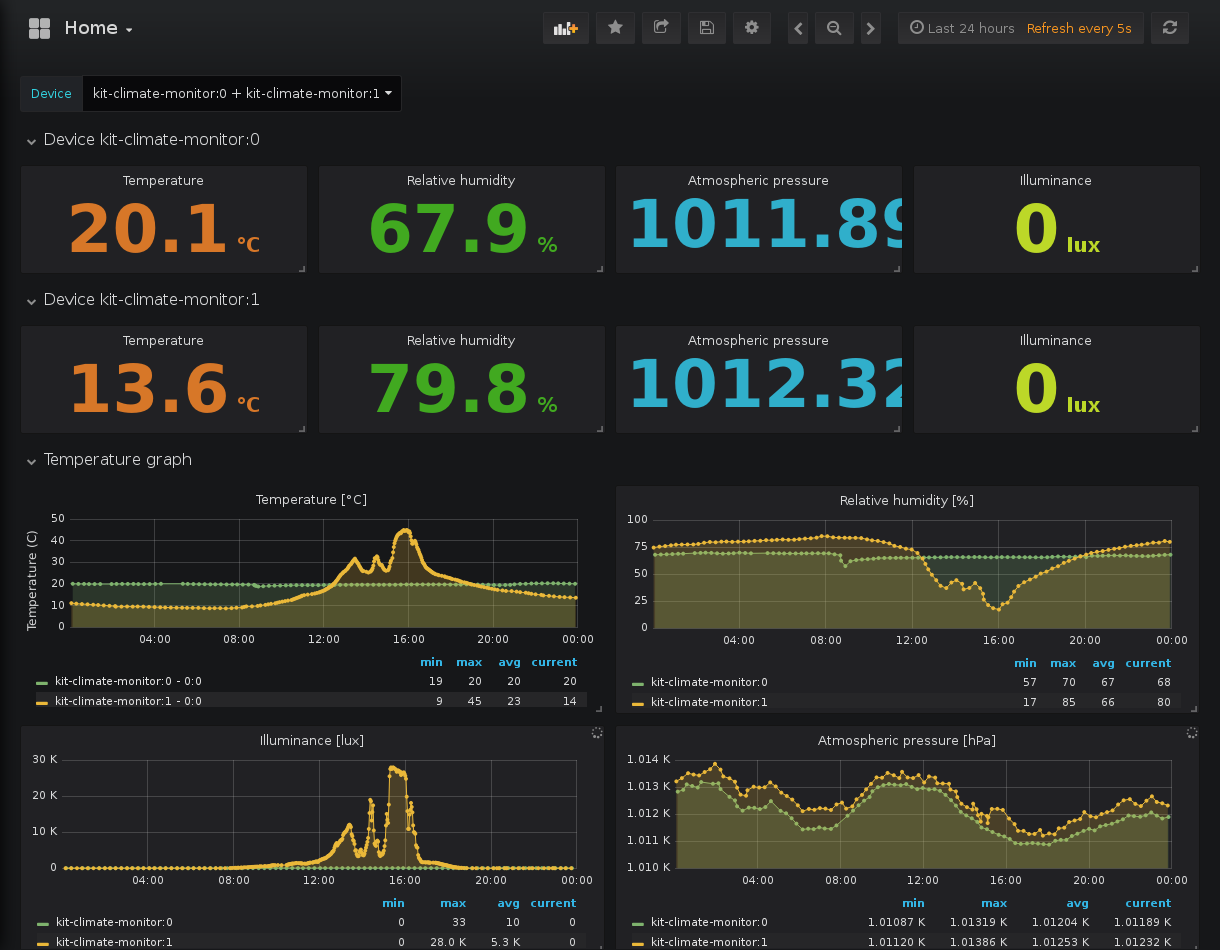 Home
Last 24 hours Refresh every 5s
Device kit-climate-monitor:0 + kit-climate-monitor:1
Device kit-climate-monitor:0
Temperature Relative humidity Atmospheric pressure Illuminance
20.1 °C 67.9 % 1011.89 0 lux
Device kit-climate-monitor:1
Temperature Relative humidity Atmospheric pressure Illuminance
13.6 °C 79.8 % 1012.32 0 lux
Temperature graph
Temperature [°C]
Temperature (C)
50
40
30
20
10
0
04:00 08:00 12:00 16:00 20:00 00:00
min max avg current
kit-climate-monitor:0 - 0:0 19 20 20 20
kit-climate-monitor:1 - 0:0 9 45 23 14
Relative humidity [%]
100
75
50
25
0
04:00 08:00 12:00 16:00 20:00 00:00
min max avg current
kit-climate-monitor:0 57 70 67 68
kit-climate-monitor:1 17 85 66 80
Illuminance [lux]
30 K
20 K
10 K
0
04:00 08:00 12:00 16:00 20:00 00:00
min max avg current
kit-climate-monitor:0 0 33 10 0
kit-climate-monitor:1 0 28.0 K 5.3 K 0
Atmospheric pressure [hPa]
1.014 K
1.013 K
1.012 K
1.011 K
1.010 K
04:00 08:00 12:00 16:00 20:00 00:00
min max avg current
kit-climate-monitor:0 1.01087 K 1.01319 K 1.01204 K 1.01189 K
kit-climate-monitor:1 1.01120 K 1.01386 K 1.01253 K 1.01232 K